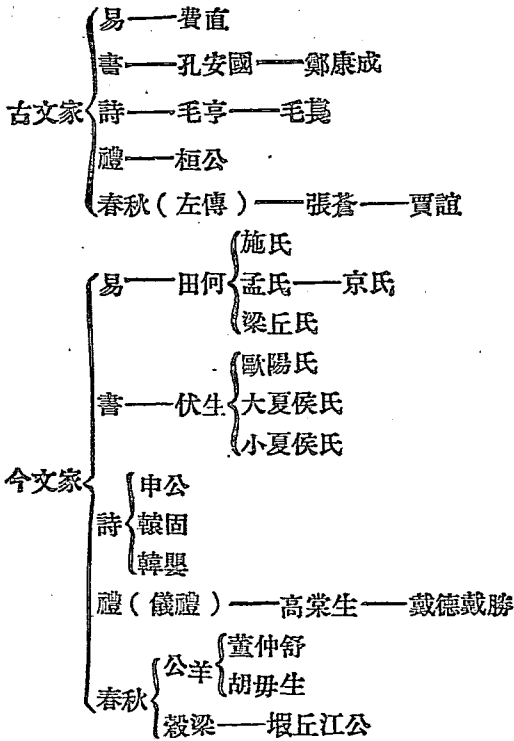 古文家
易——費直
書——孔安國——鄭康成
詩——毛亨——毛萇
禮——桓公
春秋(左傳)——張蒼——賈誼
今文家
易——田何
施氏
孟氏——京氏
梁丘氏
書——伏生
歐陽氏
大夏侯氏
小夏侯氏
詩
申公
轅固
韓嬰
禮(儀禮)——高棠生——戴德戴勝
春秋
公羊
董仲舒
胡毋生
穀梁——瑕丘江公